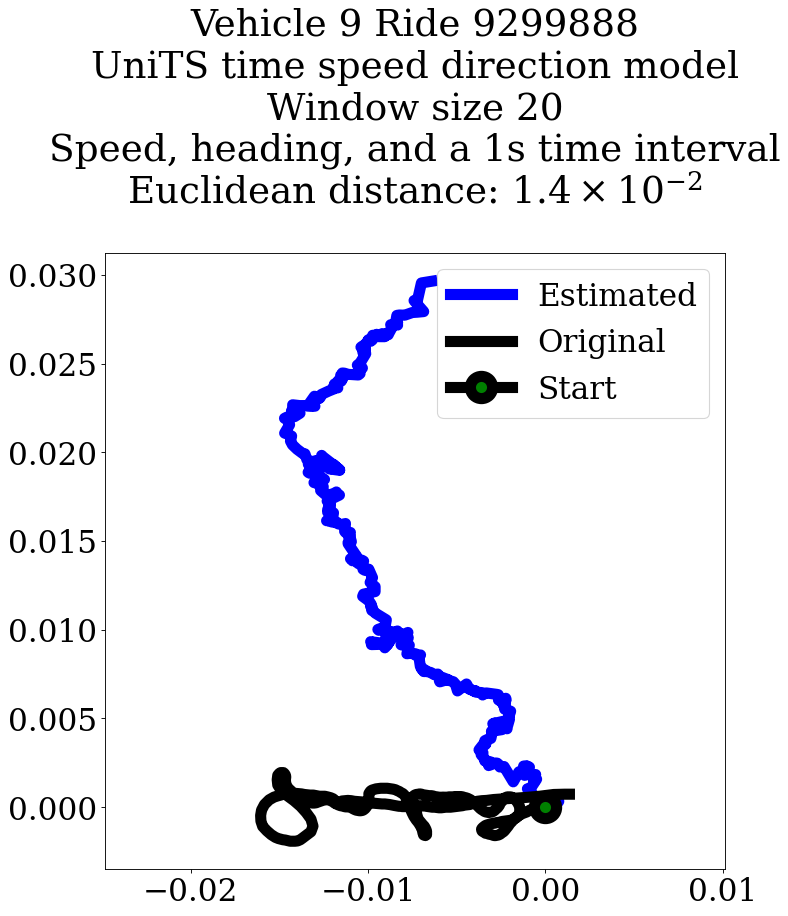 Vehicle 9 Ride 9299888
UniTS time speed direction model
Window size 20
Speed, heading, and a 1s time interval
Euclidean distance: 1.4 × 10⁻²
Estimated
Original
Start
0.030
0.025
0.020
0.015
0.010
0.005
0.000
−0.02 −0.01 0.00 0.01